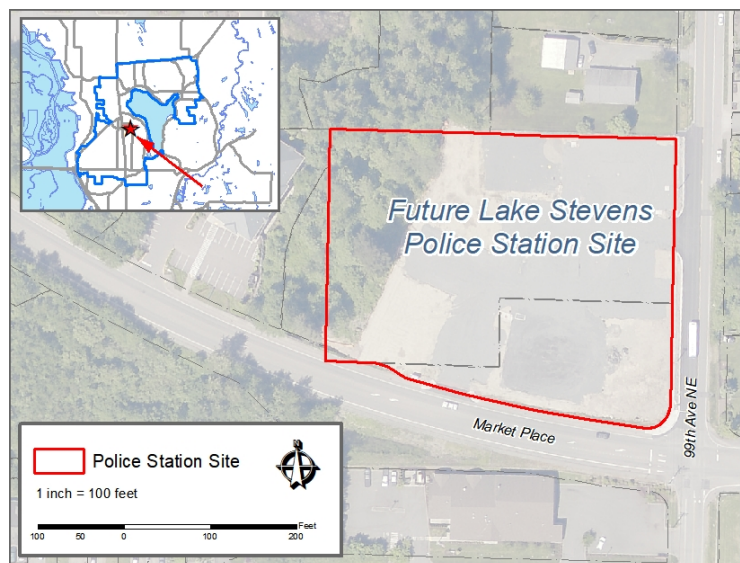 Future Lake Stevens
Police Station Site
99th Ave NE
Market Place
Police Station Site
1 inch = 100 feet
Feet
100 50 0 100 200